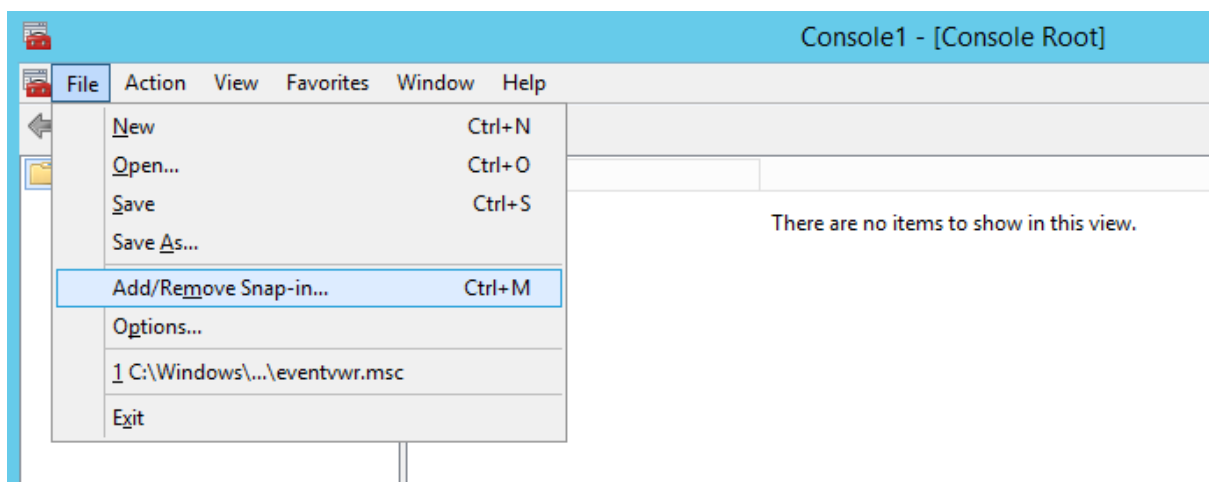 Console1 - [Console Root]
File Action View Favorites Window Help
New Ctrl+N
Open... Ctrl+O
Save Ctrl+S
Save As...
Add/Remove Snap-in... Ctrl+M
Options...
1 C:\Windows\...\eventvwr.msc
Exit
There are no items to show in this view.